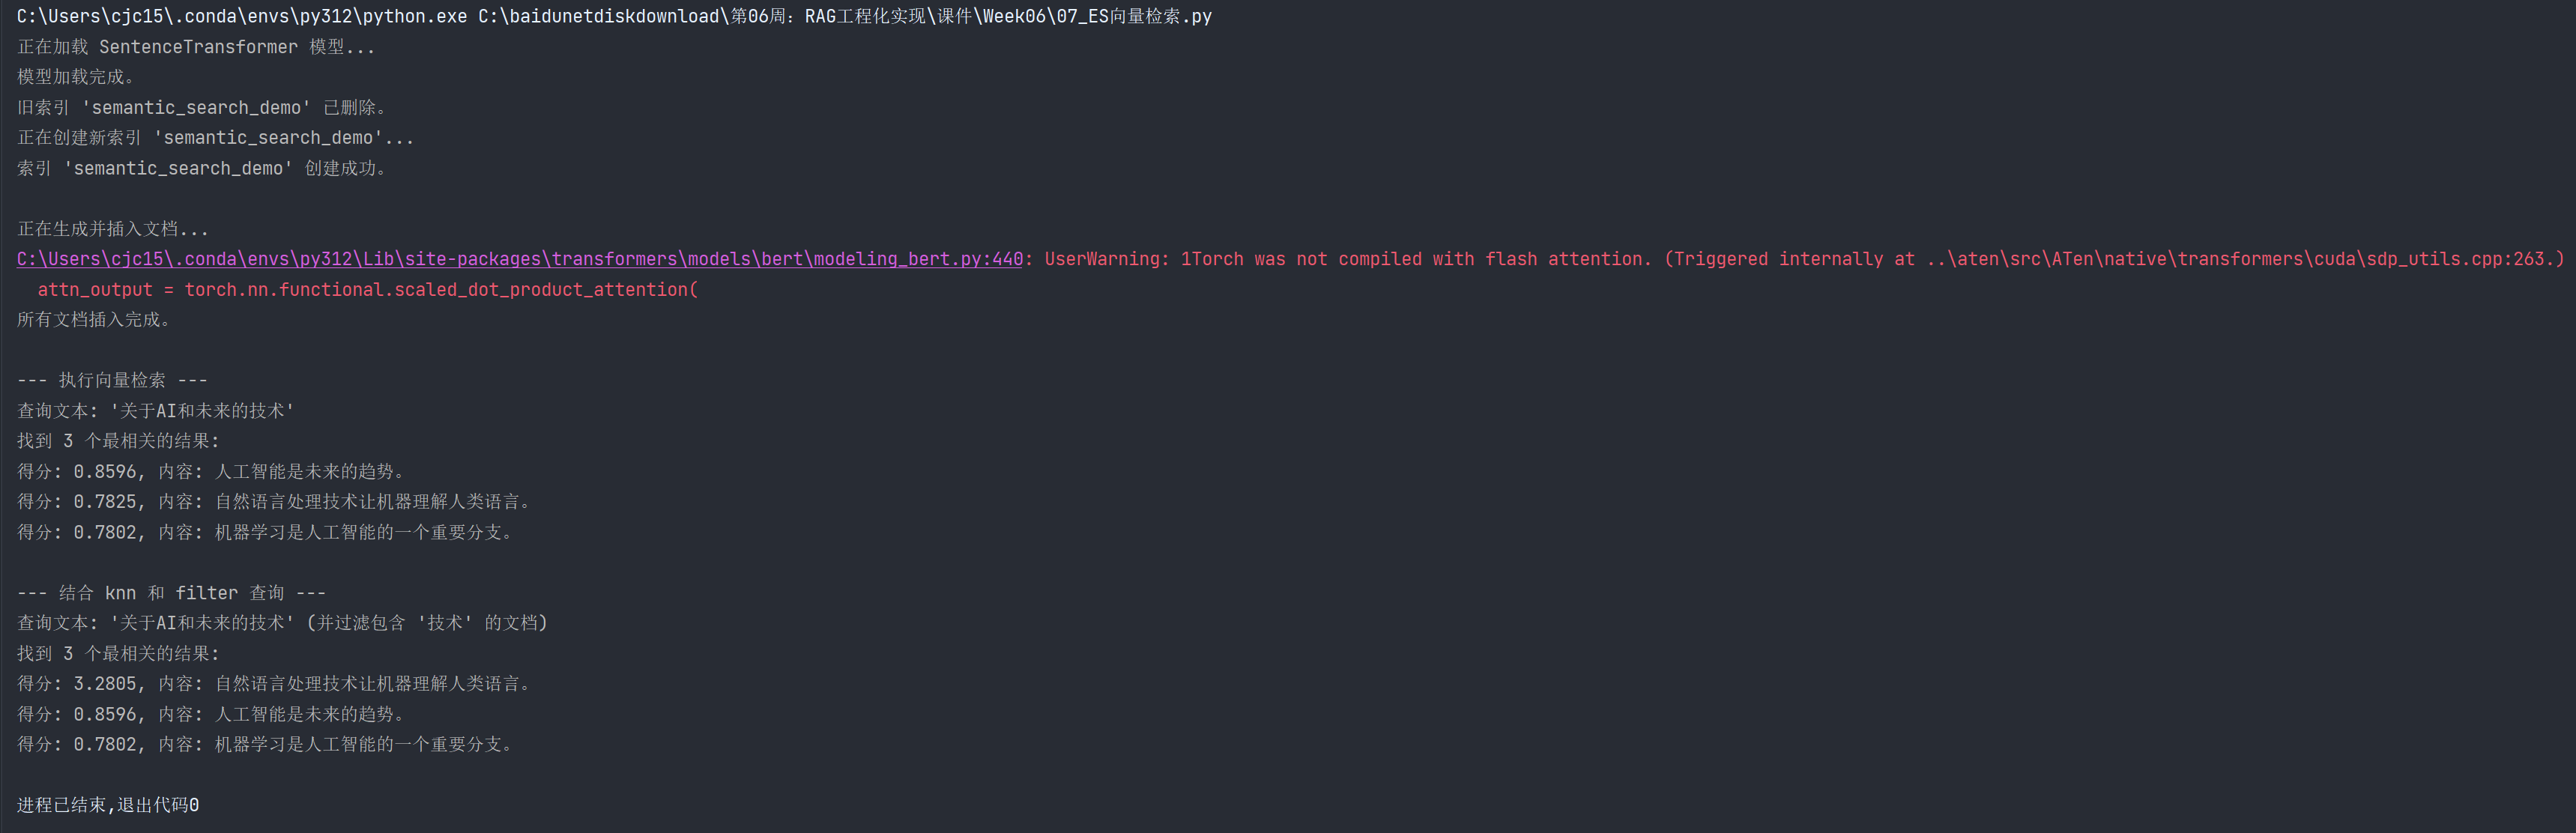 C:\Users\cjc15\.conda\envs\py312\python.exe C:\baidunetdiskdownload\第06周：RAG工程化实现\课件\Week06\07_ES向量检索.py
正在加载 SentenceTransformer 模型...
模型加载完成。
旧索引 'semantic_search_demo' 已删除。
正在创建新索引 'semantic_search_demo'...
索引 'semantic_search_demo' 创建成功。
正在生成并插入文档...
C:\Users\cjc15\.conda\envs\py312\Lib\site-packages\transformers\models\bert\modeling_bert.py:440: UserWarning: 1Torch was not compiled with flash attention. (Triggered internally at ..\aten\src\ATen\native\transformers\cuda\sdp_utils.cpp:263.)
  attn_output = torch.nn.functional.scaled_dot_product_attention(
所有文档插入完成。
--- 执行向量检索 ---
查询文本: '关于AI和未来的技术'
找到 3 个最相关的结果:
得分: 0.8596, 内容: 人工智能是未来的趋势。
得分: 0.7825, 内容: 自然语言处理技术让机器理解人类语言。
得分: 0.7802, 内容: 机器学习是人工智能的一个重要分支。
--- 结合 knn 和 filter 查询 ---
查询文本: '关于AI和未来的技术' (并过滤包含 '技术' 的文档)
找到 3 个最相关的结果:
得分: 3.2805, 内容: 自然语言处理技术让机器理解人类语言。
得分: 0.8596, 内容: 人工智能是未来的趋势。
得分: 0.7802, 内容: 机器学习是人工智能的一个重要分支。
进程已结束,退出代码0